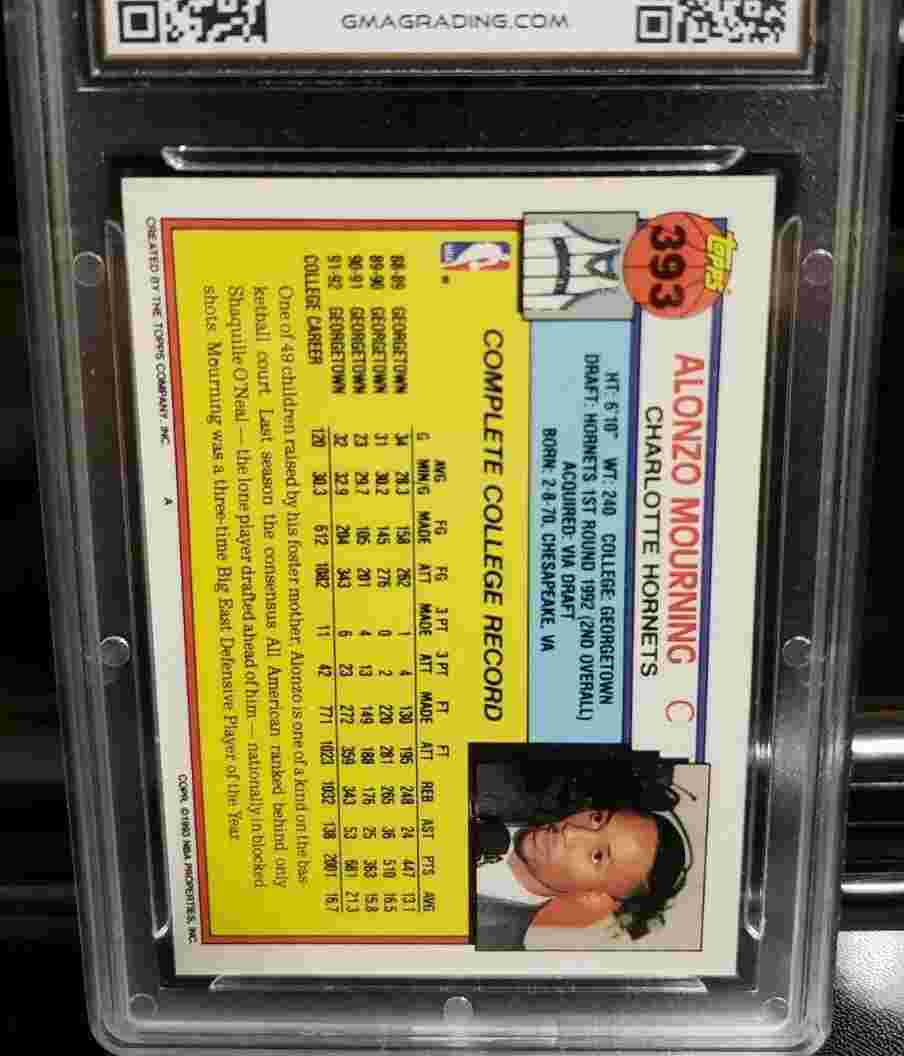 GMAGRADING.COM
TOPPS
393
ALONZO MOURNING C
CHARLOTTE HORNETS
HT: 6'10" WT: 240 COLLEGE: GEORGETOWN
DRAFT: HORNETS 1ST ROUND 1992 (2ND OVERALL)
ACQUIRED: VIA DRAFT
BORN: 2-8-70, CHESAPEAKE, VA
NBA
COMPLETE COLLEGE RECORD
AVG FG FG 3 PT 3 PT FT FT
G MIN/G MADE ATT MADE ATT MADE ATT REB AST PTS AVG
88-89 GEORGETOWN 34 28.3 158 262 1 4 130 195 248 24 447 13.1
89-90 GEORGETOWN 31 30.2 145 276 0 2 220 281 265 36 510 16.5
90-91 GEORGETOWN 23 29.7 105 201 4 13 149 188 176 25 363 15.8
91-92 GEORGETOWN 32 32.9 204 343 6 23 272 359 343 53 681 21.3
COLLEGE CAREER 120 30.3 612 1082 11 42 771 1023 1032 138 2001 16.7
One of 49 children raised by his foster mother, Alonzo is one of a kind on the bas-
ketball court. Last season the consensus All American ranked behind only
Shaquille O'Neal — the lone player drafted ahead of him — nationally in blocked
shots. Mourning was a three-time Big East Defensive Player of the Year.
CREATED BY THE TOPPS COMPANY, INC. A COPR. ©1993 NBA PROPERTIES, INC.